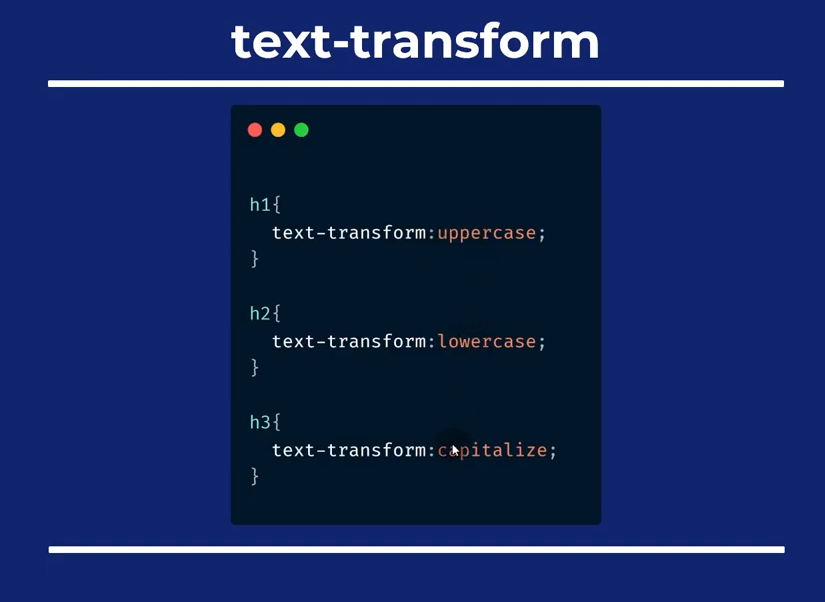 text-transform
h1{
  text-transform:uppercase;
}
h2{
  text-transform:lowercase;
}
h3{
  text-transform:capitalize;
}